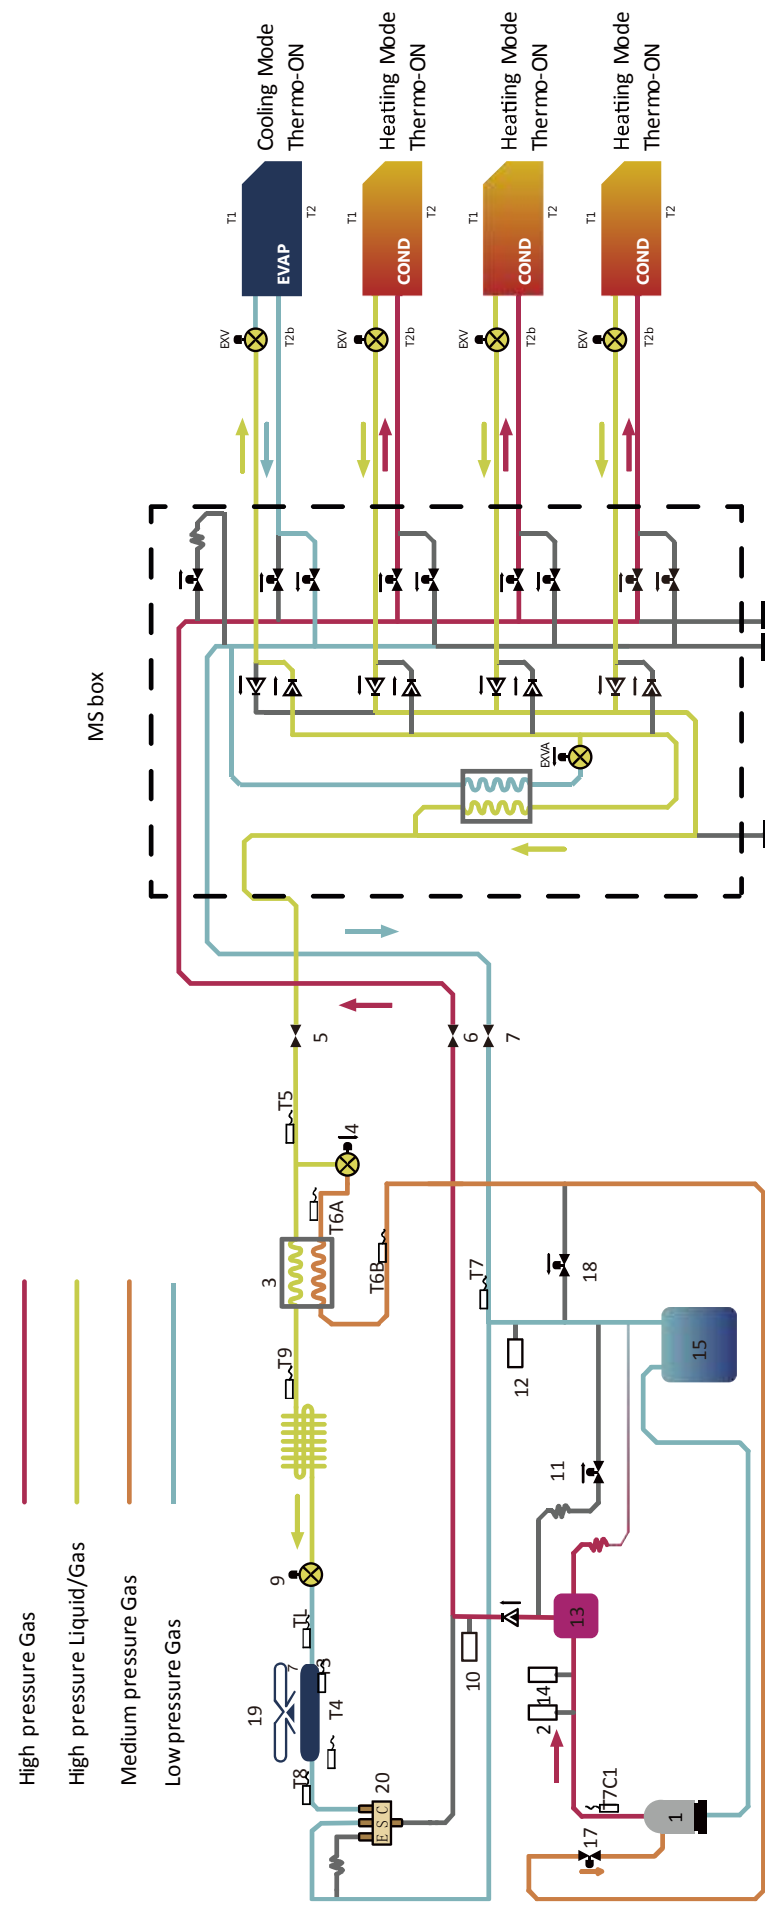 Cooling Mode
Thermo-ON
Heatiing Mode
Thermo-ON
Heatiing Mode
Thermo-ON
Heatiing Mode
Thermo-ON
T1
T2
T1
T2
T1
T2
T1
T2
EVAP
COND
COND
COND
EXV
T2b
EXV
T2b
EXV
T2b
EXV
T2b
MS box
EXVA
5
6
7
T5
4
T6A
3
T6B
T7
18
T9
12
15
11
9
TL
13
10
7
T3
19
T4
14
2
T8
20
E S C
T7C1
1
17
High pressure Gas
High pressure Liquid/Gas
Medium pressure Gas
Low pressure Gas